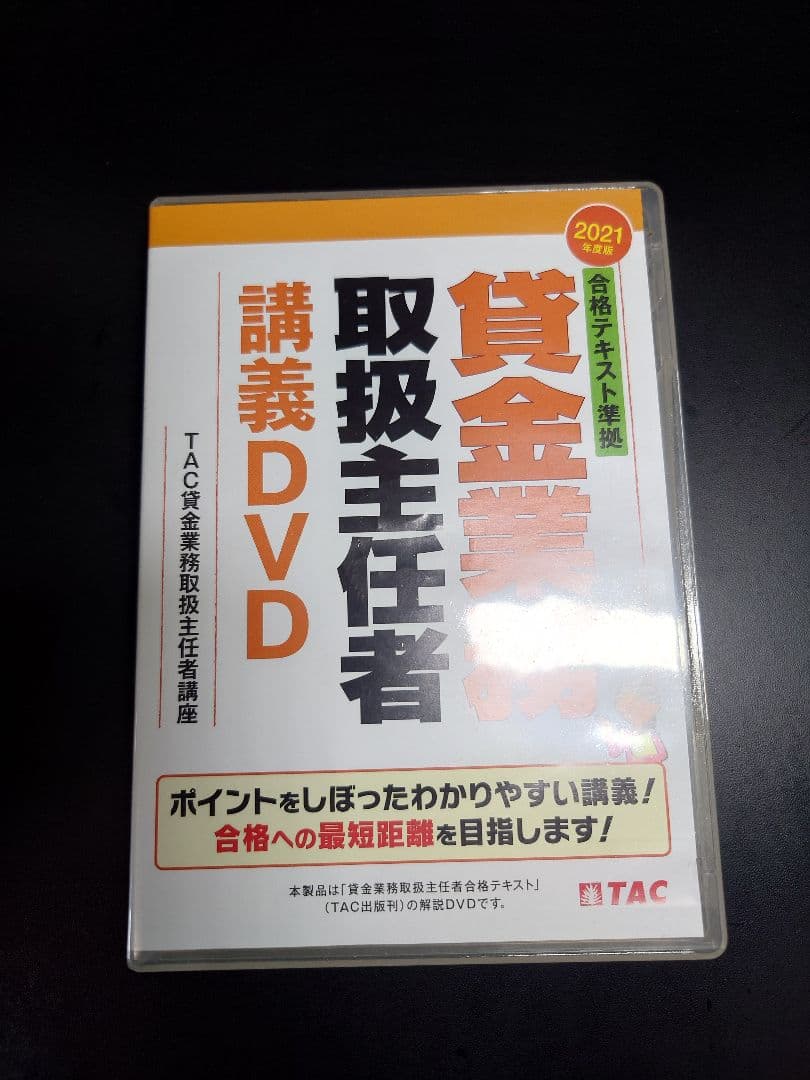 2021
年度版
合格テキスト準拠
貸金業務
取扱主任者
講義DVD
TAC貸金業務取扱主任者講座
ポイントをしぼったわかりやすい講義!
合格への最短距離を目指します!
本製品は「貸金業務取扱主任者合格テキスト」
(TAC出版刊)の解説DVDです。
TAC